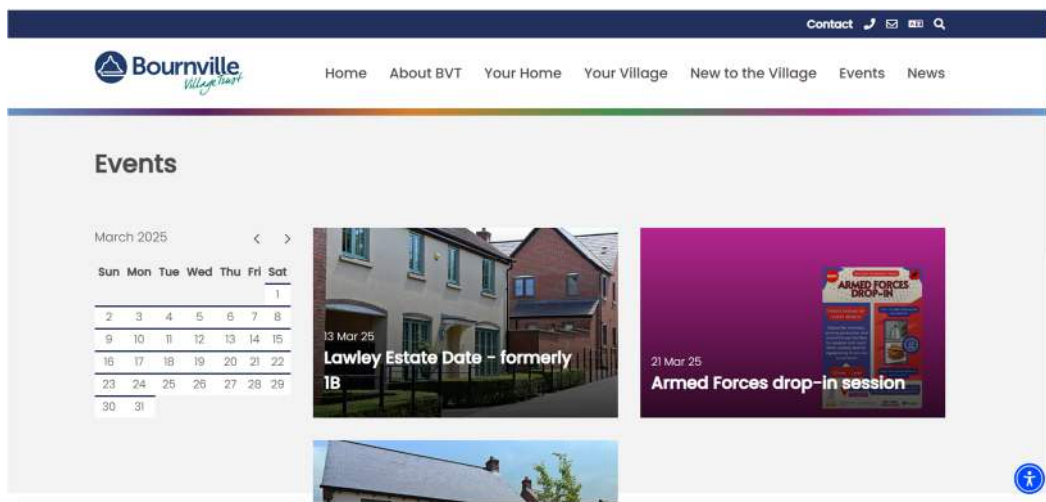 Contact
Bournville
Village Trust
Home About BVT Your Home Your Village New to the Village Events News
Events
March 2025
Sun Mon Tue Wed Thu Fri Sat
1
2 3 4 5 6 7 8
9 10 11 12 13 14 15
16 17 18 19 20 21 22
23 24 25 26 27 28 29
30 31
13 Mar 25
Lawley Estate Date - formerly
1B
21 Mar 25
Armed Forces drop-in session
ARMED FORCES
DROP-IN